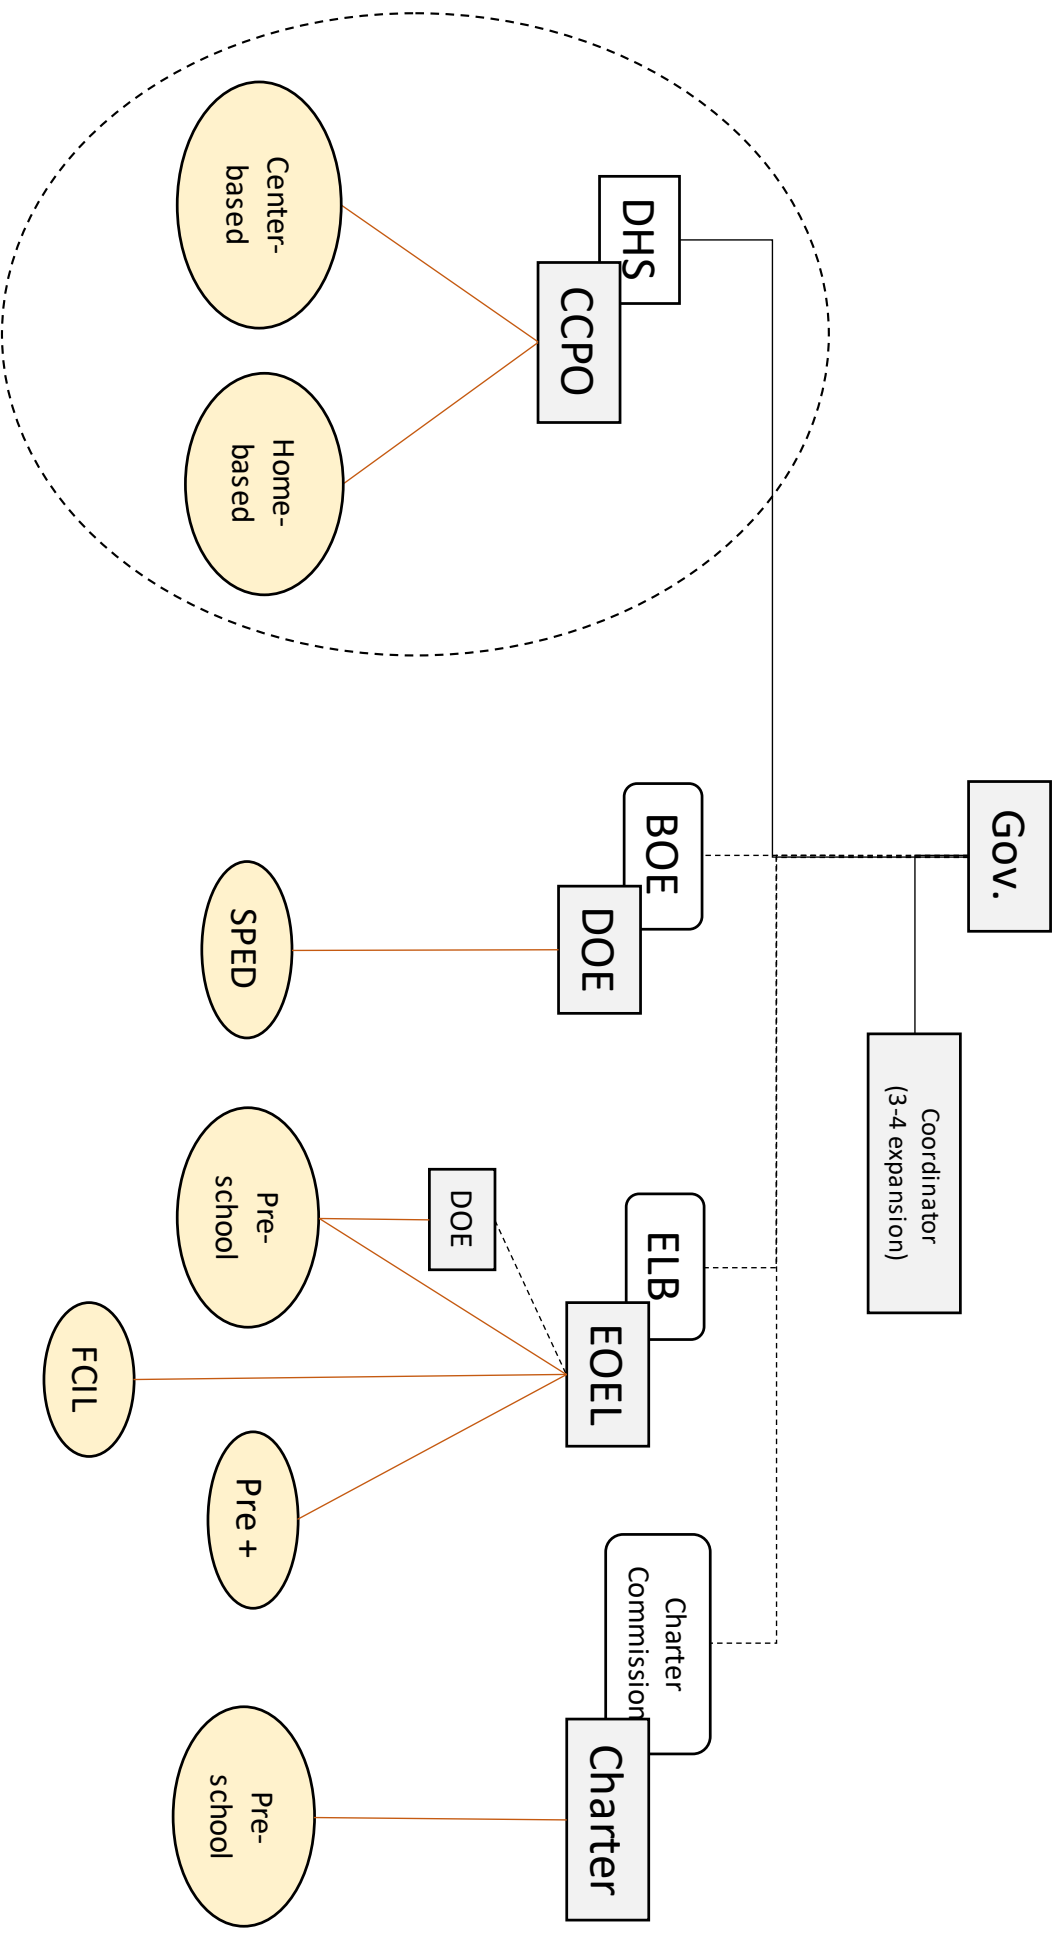 Gov.
Coordinator
(3-4 expansion)
DHS
CCPO
BOE
DOE
ELB
EOEL
Charter
Commission
Charter
DOE
Center-
based
Home-
based
SPED
Pre-
school
FCIL
Pre +
Pre-
school